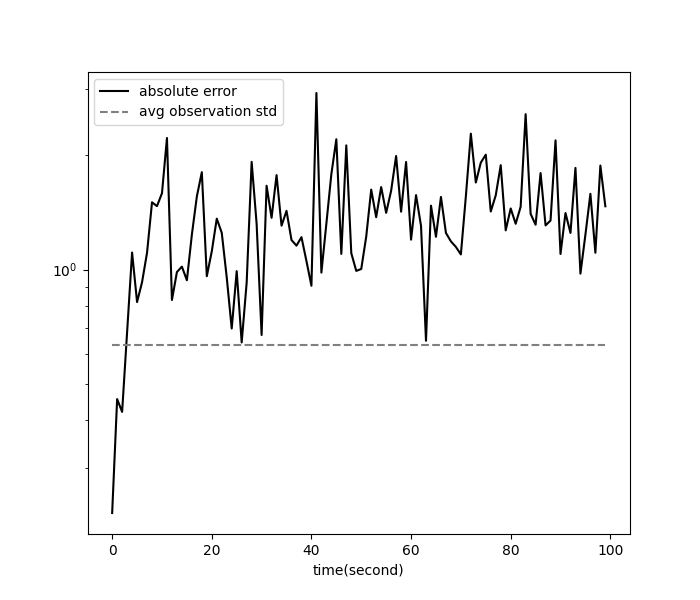 absolute error
avg observation std
10⁰
0 20 40 60 80 100
time(second)